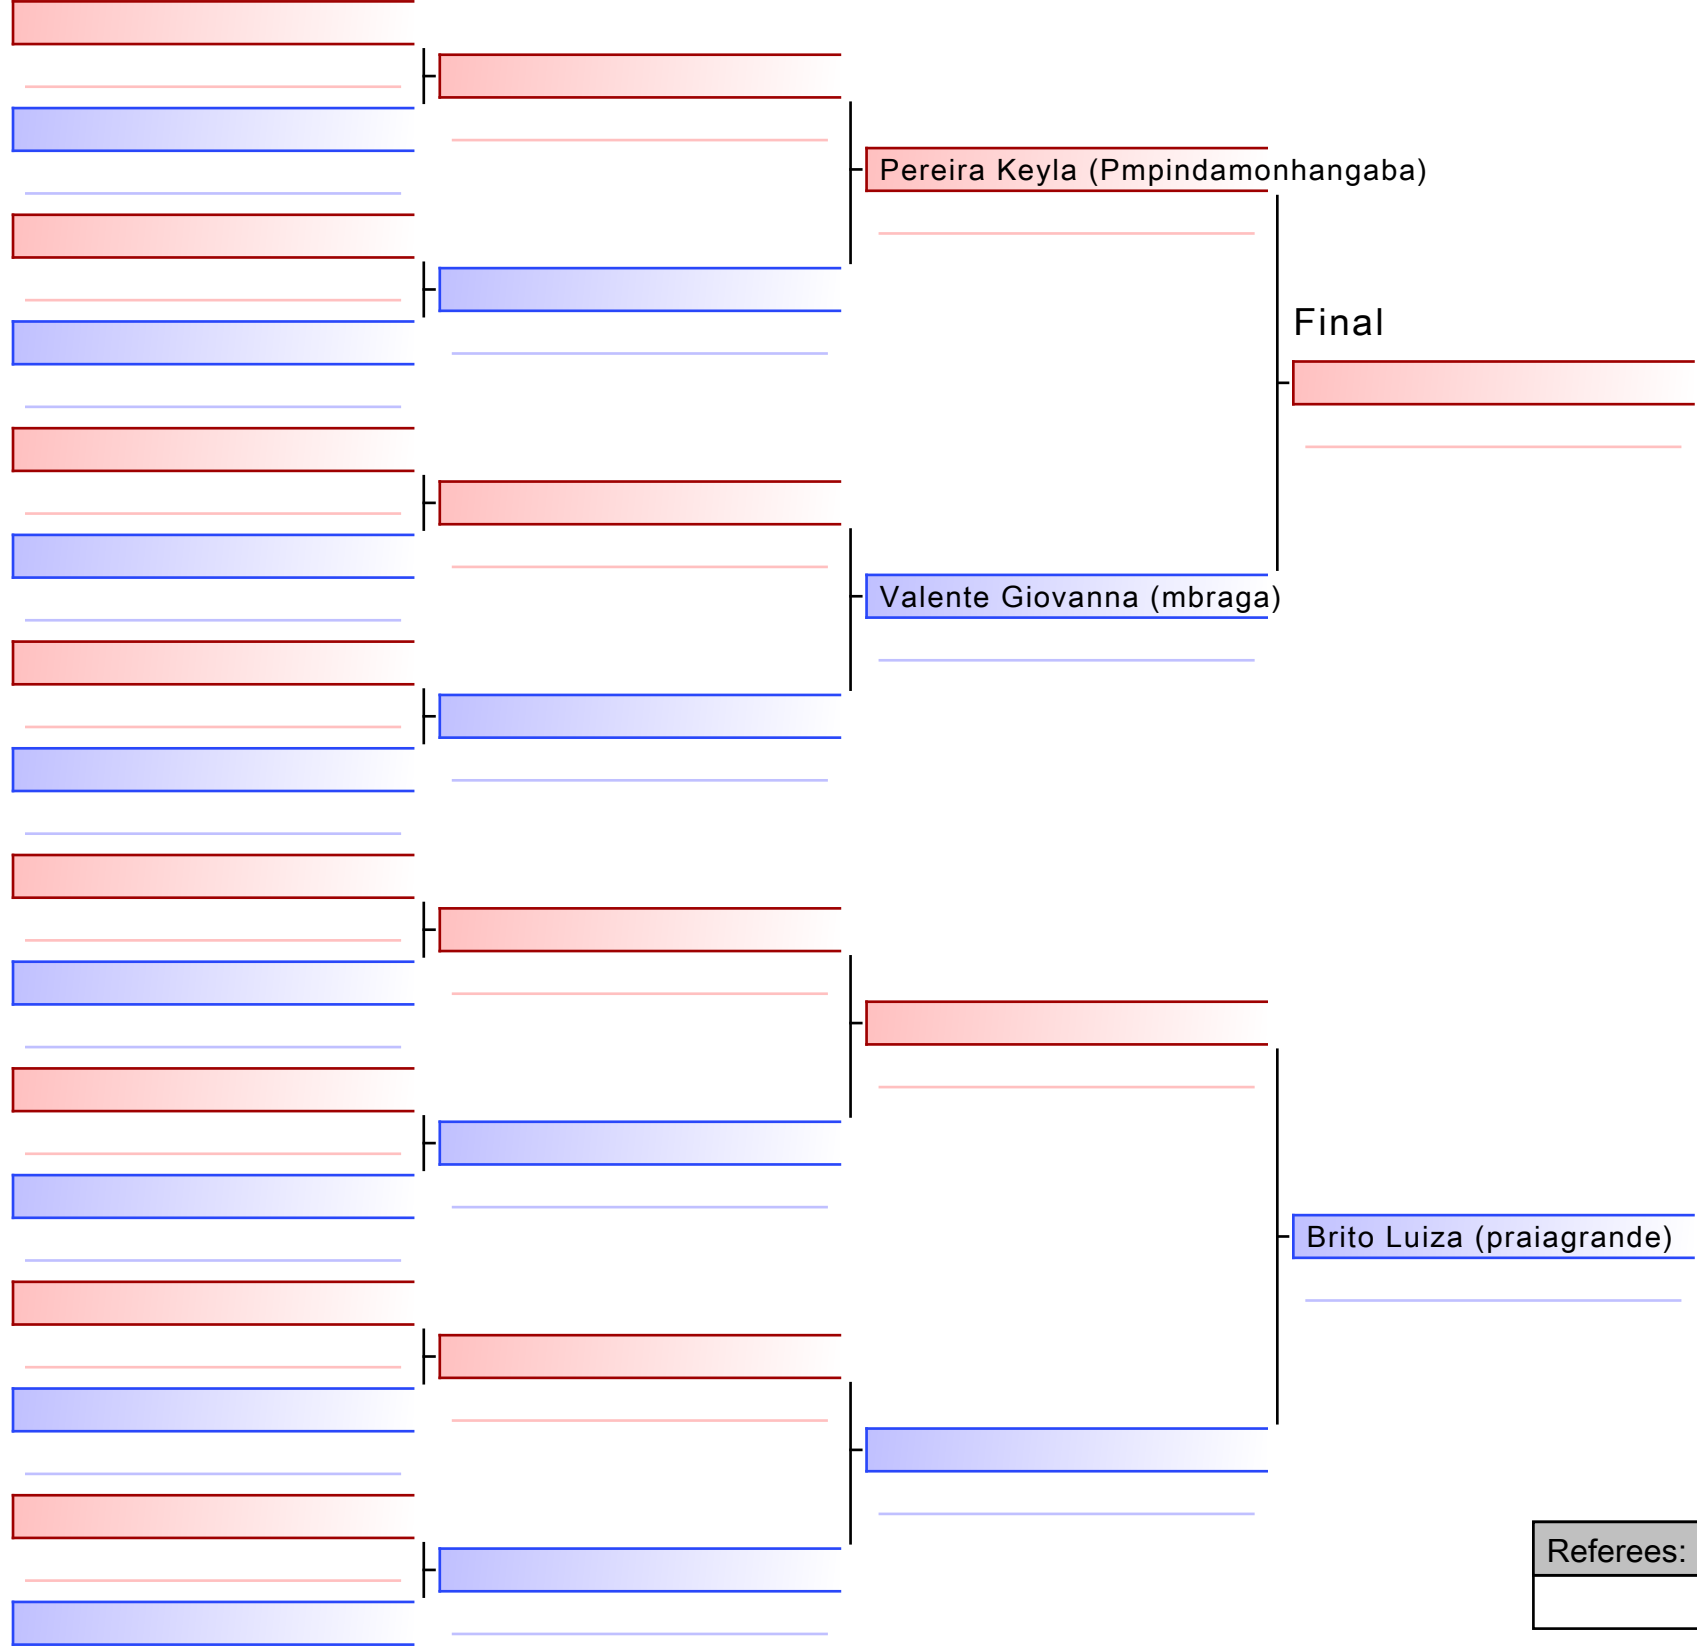 Pereira Keyla (Pmpindamonhangaba)
Final
Valente Giovanna (mbraga)
Brito Luiza (praiagrande)
Referees: